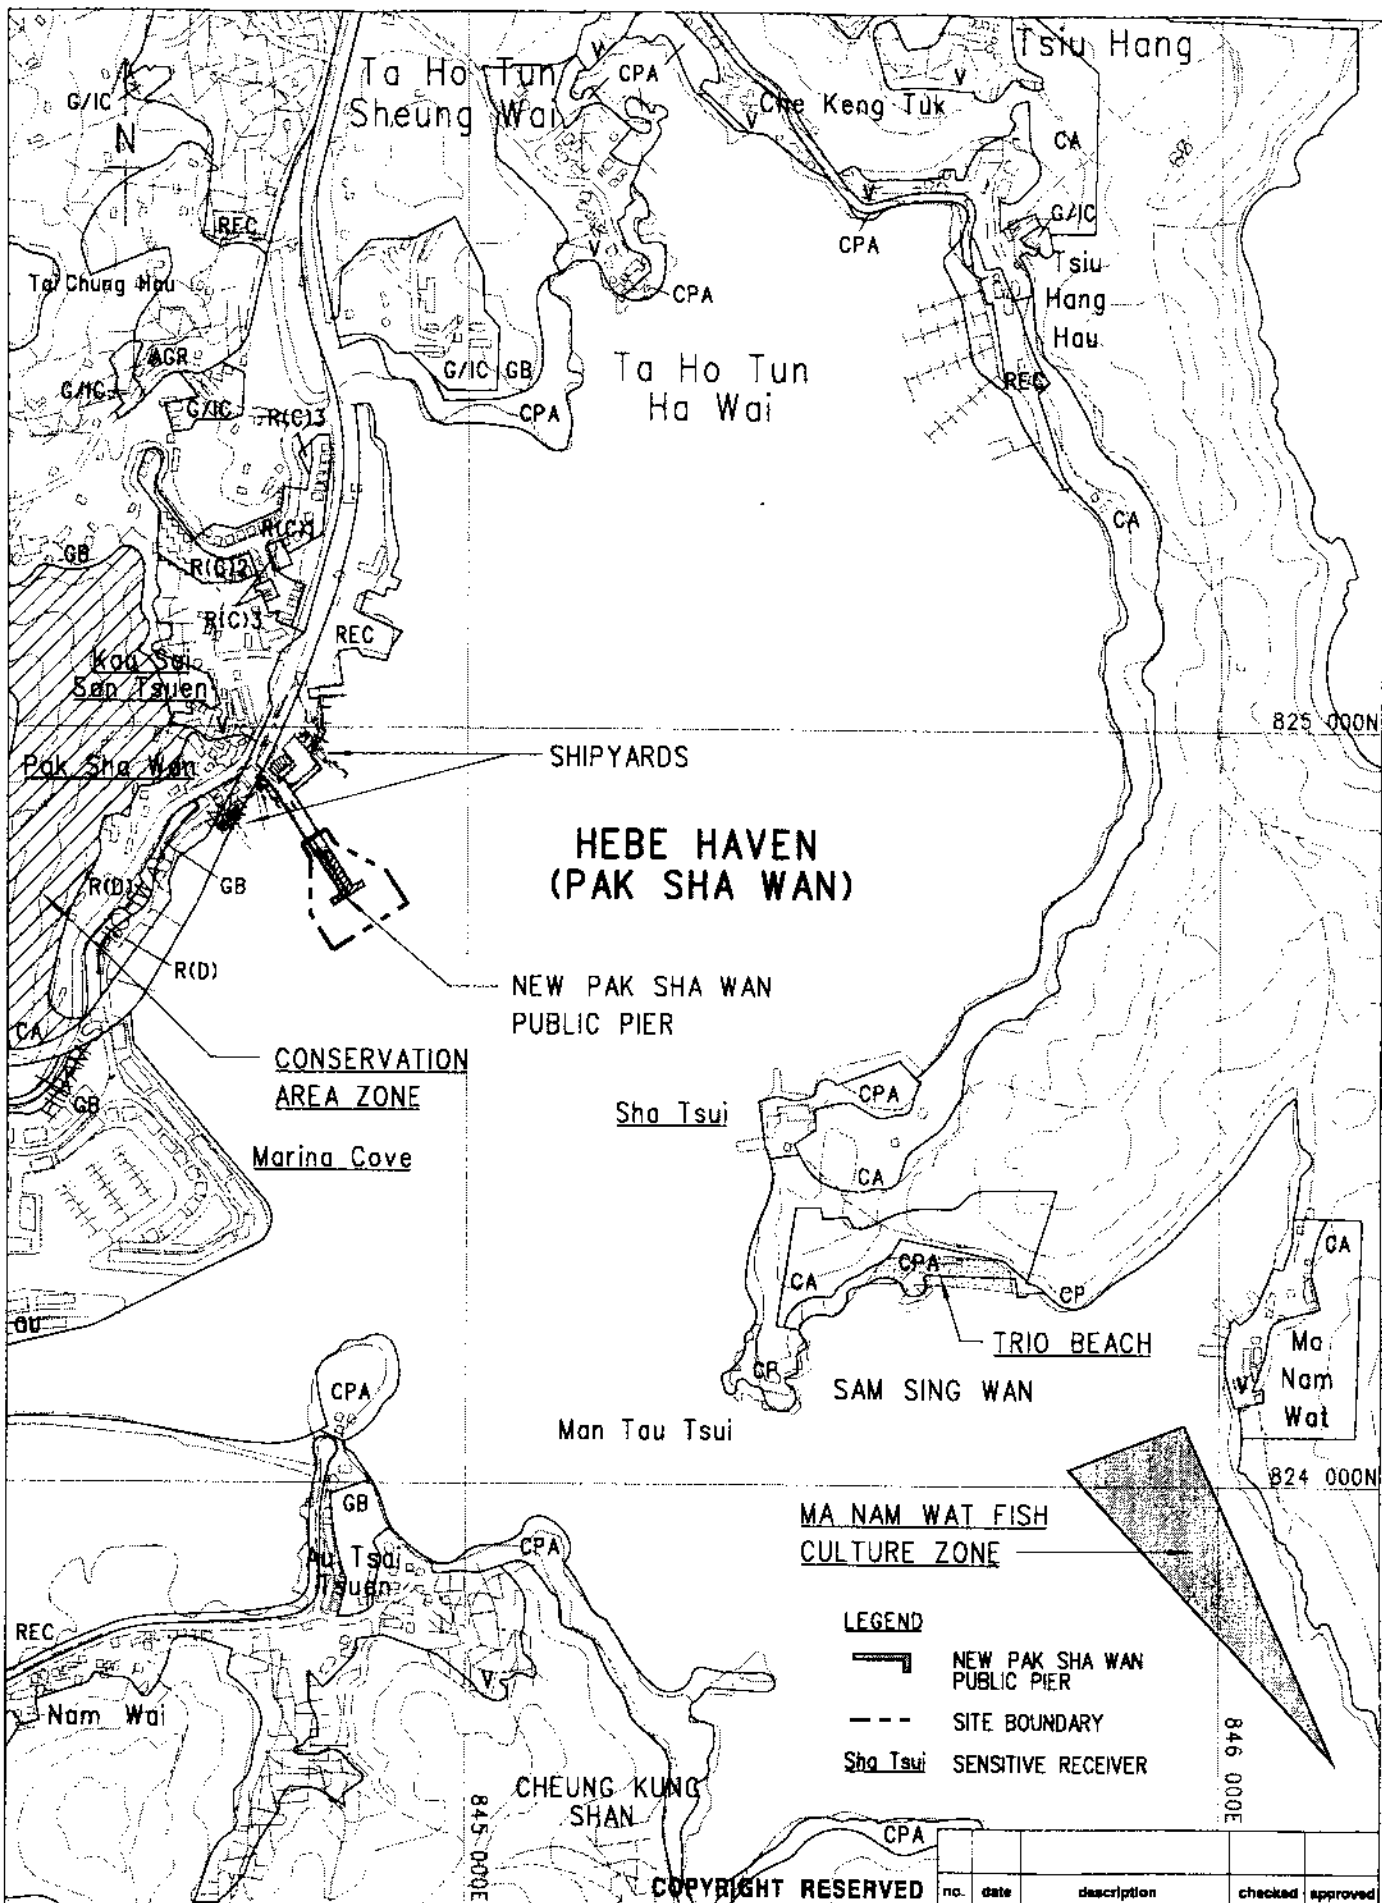 Tsiu Hang
Ta Ho Tun
Sheung Wai
CPA
V
Che Keng Tuk
V
V
G/IC
N
CA
REC
V
G/IC
CPA
Tai Chung Hau
V
CPA
Tsiu
Hang
Hau
AGR
G/IC
G/IC
GB
G/IC
R(C)3
CPA
Ta Ho Tun
Ha Wai
REC
CA
R(C)1
GB
R(C)2
R(C)3
REC
Kau Sai
San Tsuen
V
825 000N
Pak Sha Wan
SHIPYARDS
HEBE HAVEN
(PAK SHA WAN)
R(D)
GB
R(D)
NEW PAK SHA WAN
PUBLIC PIER
CA
CONSERVATION
AREA ZONE
GB
Sha Tsui
CPA
Marina Cove
CA
CA
CPA
CA
CP
OU
TRIO BEACH
Ma
Nam
Wat
V
CPA
CP
SAM SING WAN
Man Tau Tsui
824 000N
GB
MA NAM WAT FISH
CULTURE ZONE
CPA
Au Tsai
Tsuen
REC
LEGEND
NEW PAK SHA WAN
PUBLIC PIER
V
Nam Wai
SITE BOUNDARY
Sha Tsui SENSITIVE RECEIVER
846 000E
CHEUNG KUNG
SHAN
845 000E
CPA
COPYRIGHT RESERVED
no. date description checked approved